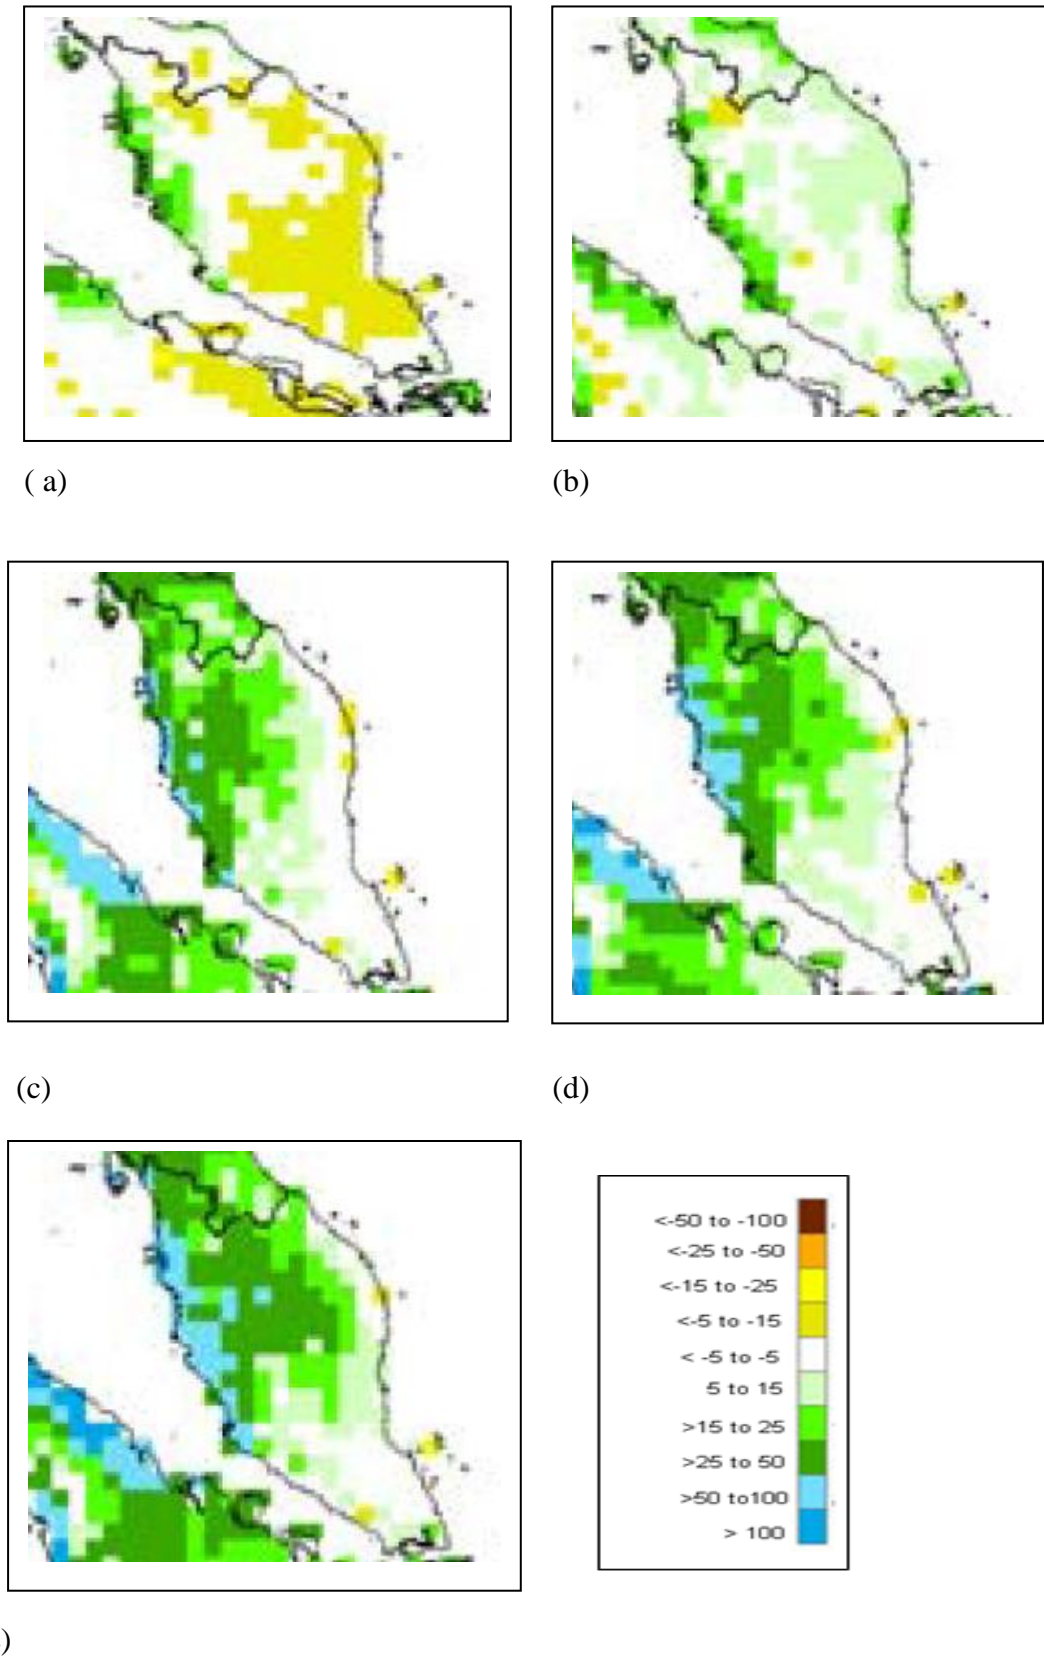 ( a)
(b)
(c)
(d)
<-50 to -100
<-25 to -50
<-15 to -25
<-5 to -15
< -5 to -5
5 to 15
>15 to 25
>25 to 50
>50 to100
> 100
)